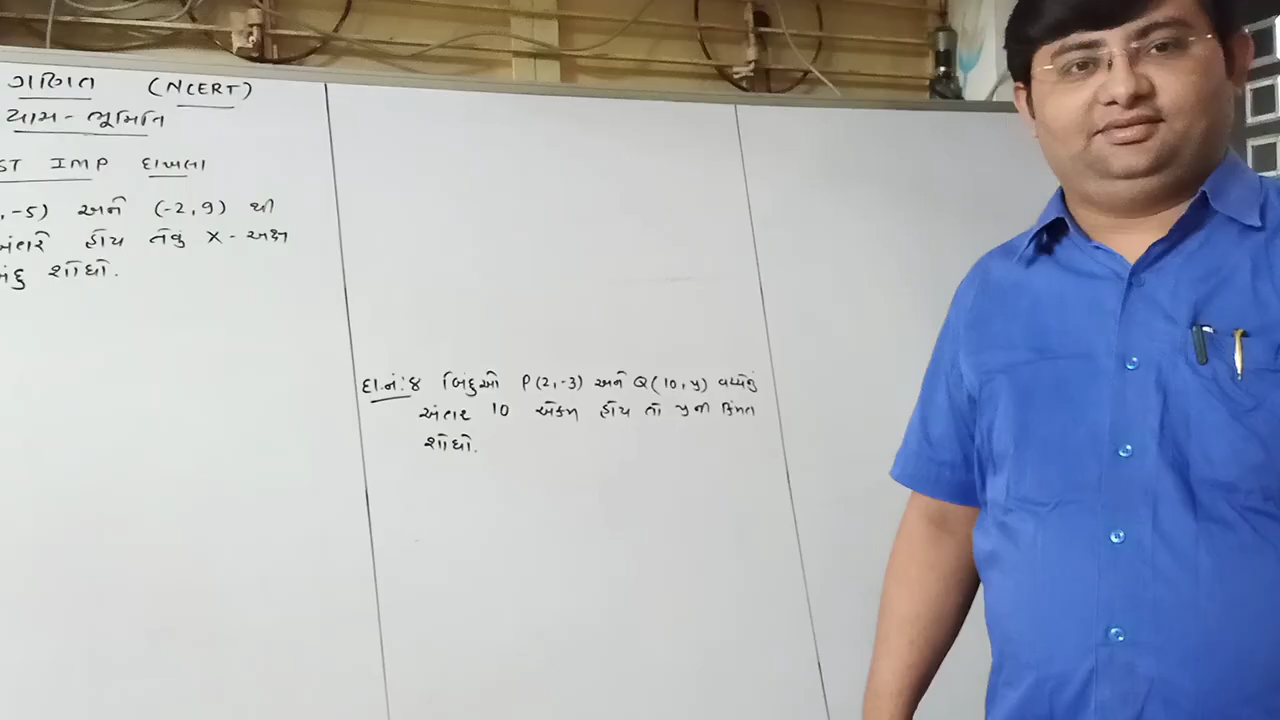 ગણિત (NCERT)
યામ - ભૂમિતિ
ST IMP દાખલા
, -5) અને (-2, 9) થી
અંતરે હોય તેવું X - અક્ષ
બિંદુ શોધો.
દા.નં.:૪ બિંદુઓ P(2,-3) અને Q(10, y) વચ્ચેનું
અંતર 10 એકમ હોય તો y ની કિંમત
શોધો.